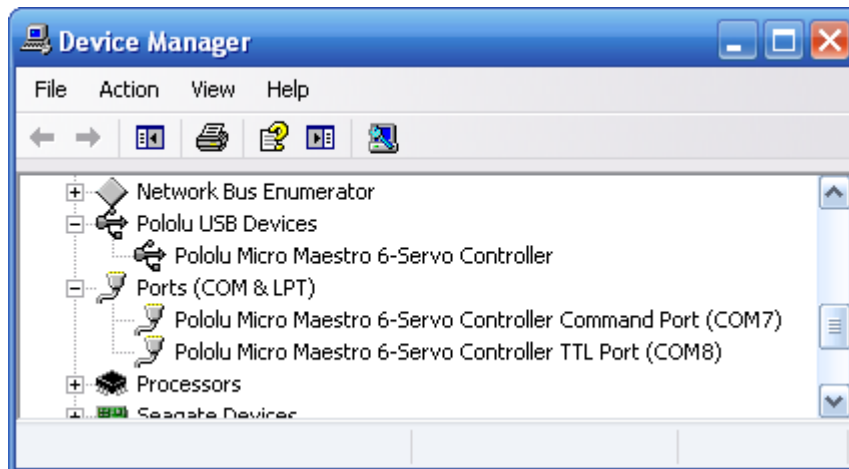 Device Manager
File Action View Help
Network Bus Enumerator
Pololu USB Devices
Pololu Micro Maestro 6-Servo Controller
Ports (COM & LPT)
Pololu Micro Maestro 6-Servo Controller Command Port (COM7)
Pololu Micro Maestro 6-Servo Controller TTL Port (COM8)
Processors
Seagate Devices